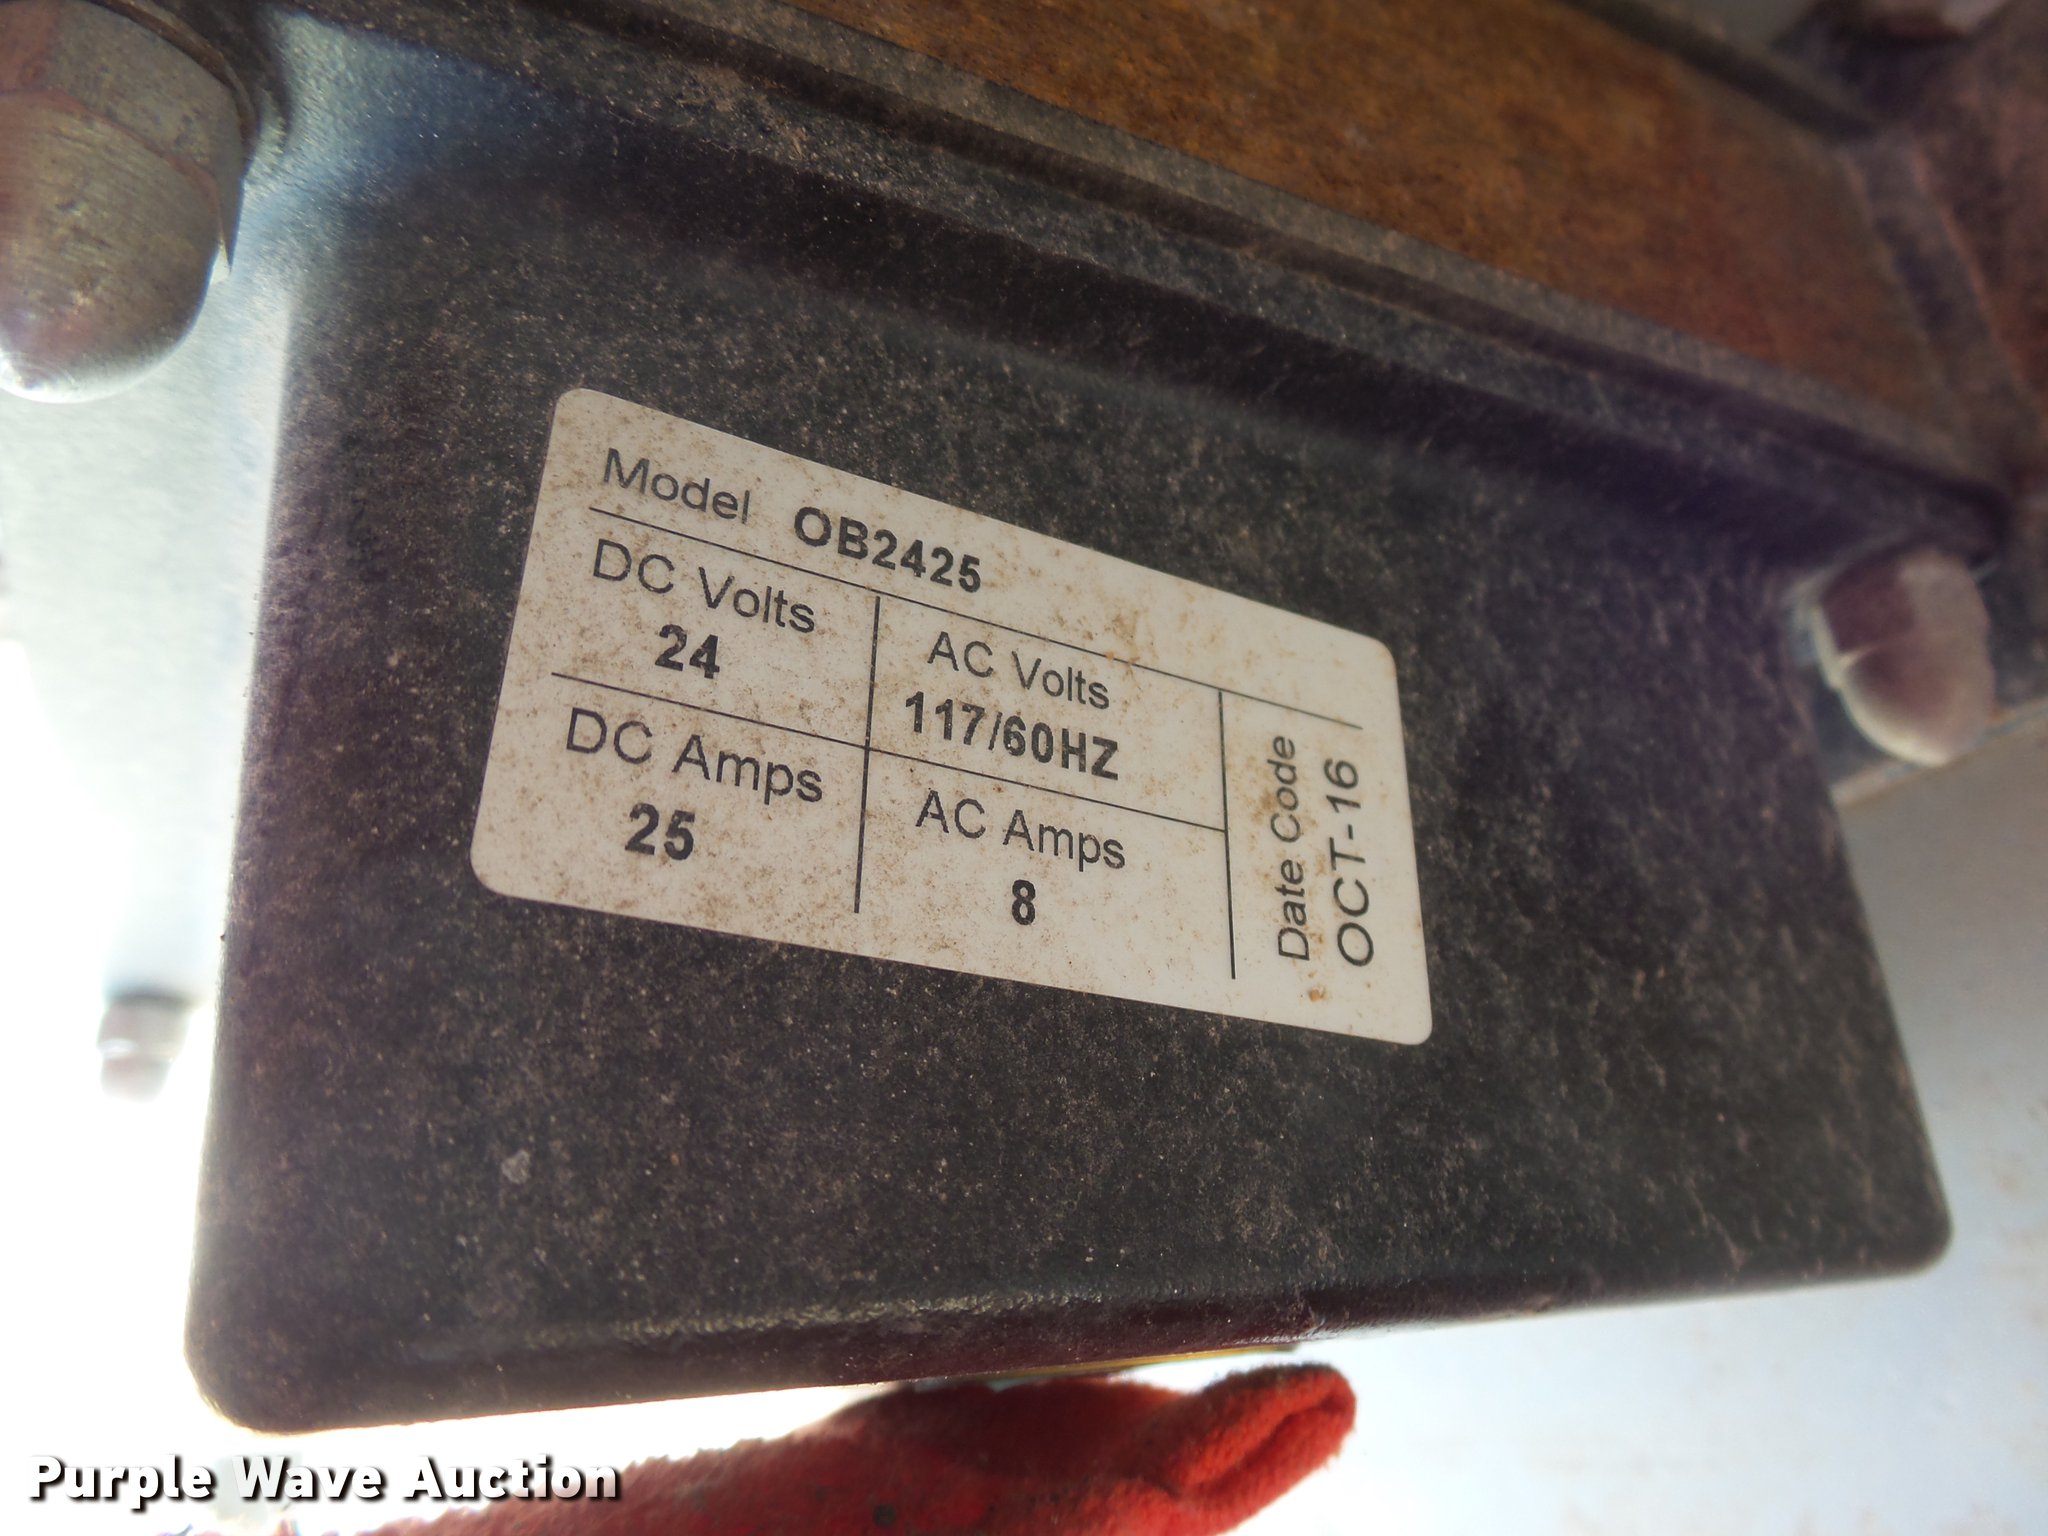 Model OB2425
DC Volts
24
AC Volts
117/60HZ
DC Amps
25
AC Amps
8
Date Code
OCT-16
Purple Wave Auction